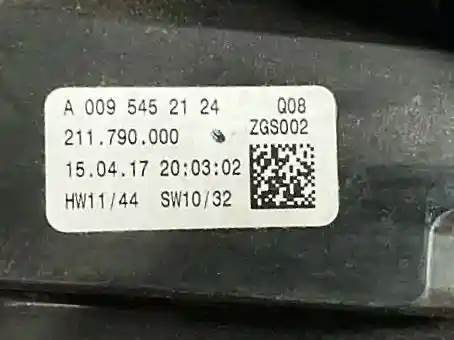 A 009 545 21 24 Q08
211.790.000 ZGS002
15.04.17 20:03:02
HW11/44 SW10/32